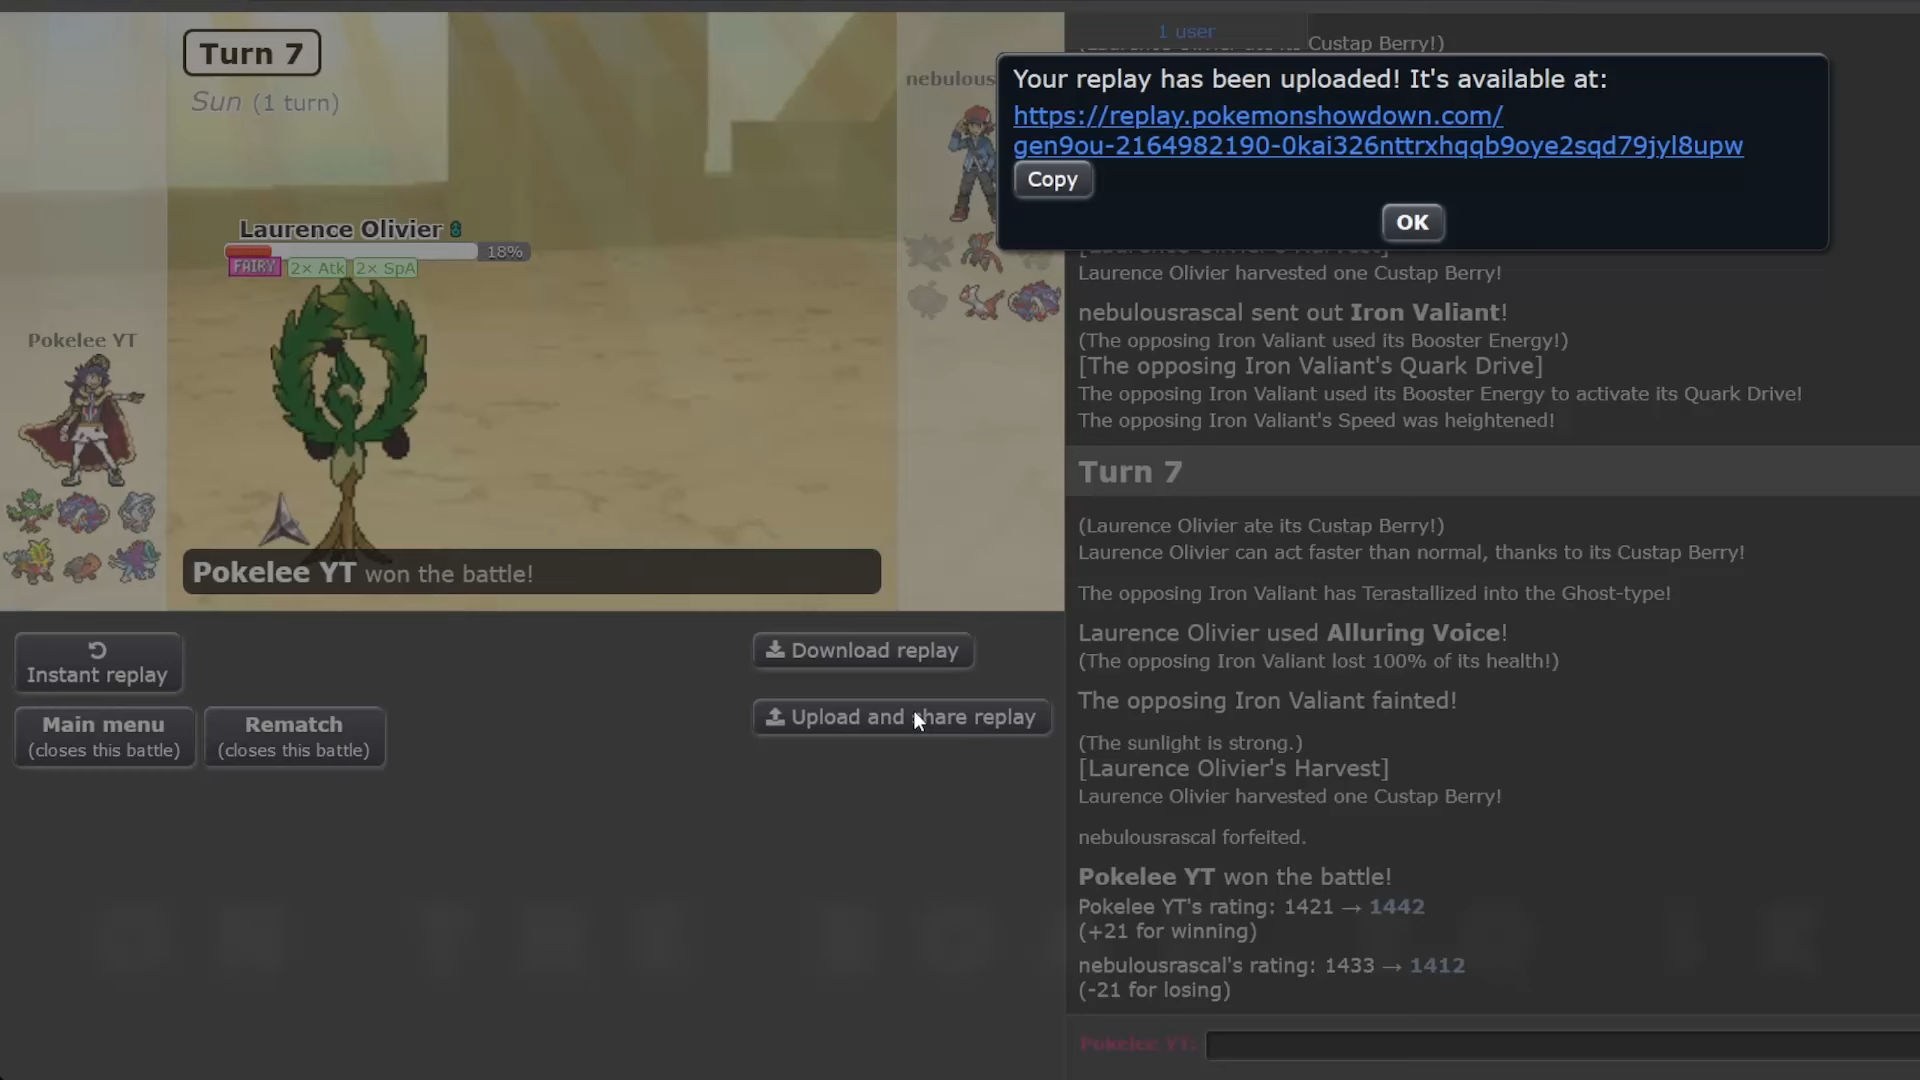 Turn 7
Sun (1 turn)
Laurence Olivier
18%
FAIRY 2× Atk 2× SpA
Pokelee YT
nebulous
Pokelee YT won the battle!
Instant replay
Main menu
(closes this battle)
Rematch
(closes this battle)
Download replay
Upload and share replay
1 user
Custap Berry!)
Your replay has been uploaded! It's available at:
https://replay.pokemonshowdown.com/
gen9ou-2164982190-0kai326nttrxhqqb9oye2sqd79jyl8upw
Copy
OK
Laurence Olivier harvested one Custap Berry!
nebulousrascal sent out Iron Valiant!
(The opposing Iron Valiant used its Booster Energy!)
[The opposing Iron Valiant's Quark Drive]
The opposing Iron Valiant used its Booster Energy to activate its Quark Drive!
The opposing Iron Valiant's Speed was heightened!
Turn 7
(Laurence Olivier ate its Custap Berry!)
Laurence Olivier can act faster than normal, thanks to its Custap Berry!
The opposing Iron Valiant has Terastallized into the Ghost-type!
Laurence Olivier used Alluring Voice!
(The opposing Iron Valiant lost 100% of its health!)
The opposing Iron Valiant fainted!
(The sunlight is strong.)
[Laurence Olivier's Harvest]
Laurence Olivier harvested one Custap Berry!
nebulousrascal forfeited.
Pokelee YT won the battle!
Pokelee YT's rating: 1421 → 1442
(+21 for winning)
nebulousrascal's rating: 1433 → 1412
(-21 for losing)
Pokelee YT: